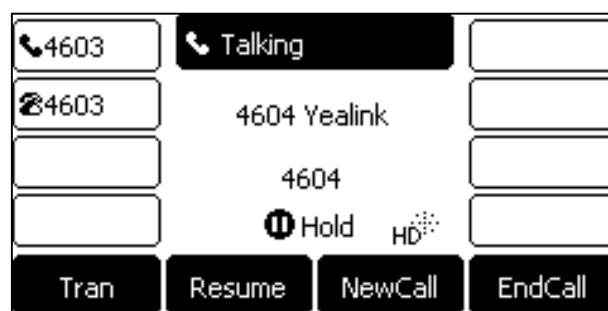 4603
Talking
4603
4604 Yealink
4604
Hold HD
Tran Resume NewCall EndCall